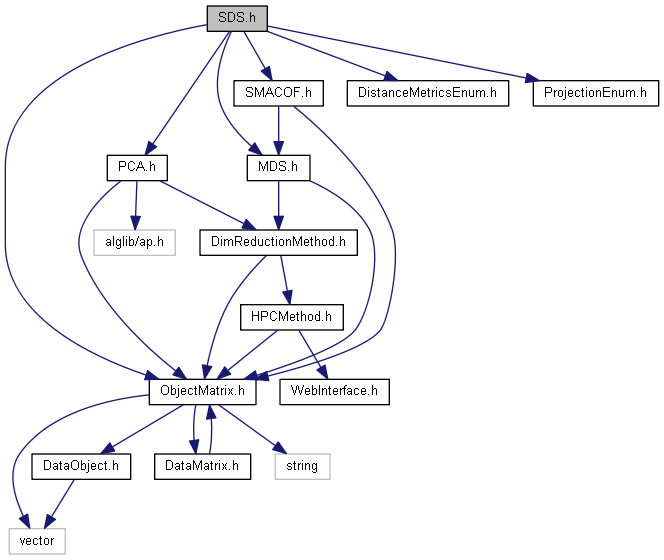 SDS.h
SMACOF.h
DistanceMetricsEnum.h
ProjectionEnum.h
PCA.h
MDS.h
alglib/ap.h
DimReductionMethod.h
HPCMethod.h
ObjectMatrix.h
WebInterface.h
DataObject.h
DataMatrix.h
string
vector